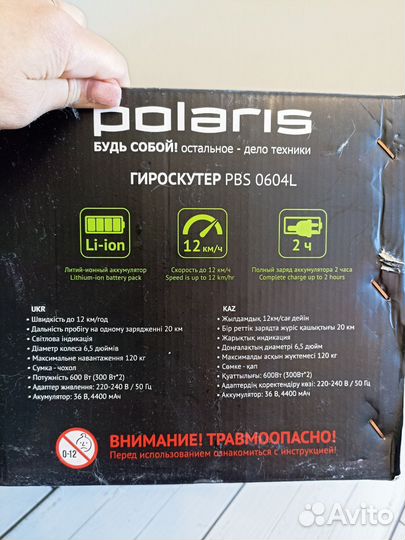 polaris
БУДЬ СОБОЙ! остальное - дело техники
ГИРОСКУТЕР PBS 0604L
Li-ion
12 км/ч
2 ч
Литий-ионный аккумулятор
Lithium-ion battery pack
Скорость до 12 км/ч
Speed is up to 12 km/hr
Полный заряд аккумулятора 2 часа
Complete charge up to 2 hours
UKR
• Швидкість до 12 км/год
• Дальність пробігу на одному зарядженні 20 км
• Світлова індикація
• Діаметр колеса 6,5 дюймів
• Максимальне навантаження 120 кг
• Сумка - чохол
• Потужність 600 Вт (300 Вт*2)
• Адаптер живлення: 220-240 В / 50 Гц
• Акумулятор: 36 В, 4400 мАч
KAZ
• Жылдамдық 12км/сағ дейін
• Бір реттік зарядта жүріс қашықтығы 20 км
• Жарықтық индикация
• Доңғалақтың диаметрі 6,5 дюйм
• Максималды асқын жүктемесі 120 кг
• Сөмке - қап
• Қуаттылығы: 600Вт (300Вт*2)
• Адаптердің қоректендіру көзі: 220-240 В / 50 Гц
• Аккумулятор: 36 В, 4400 мАч
0-12
ВНИМАНИЕ! ТРАВМООПАСНО!
Перед использованием ознакомиться с инструкцией!
Avito